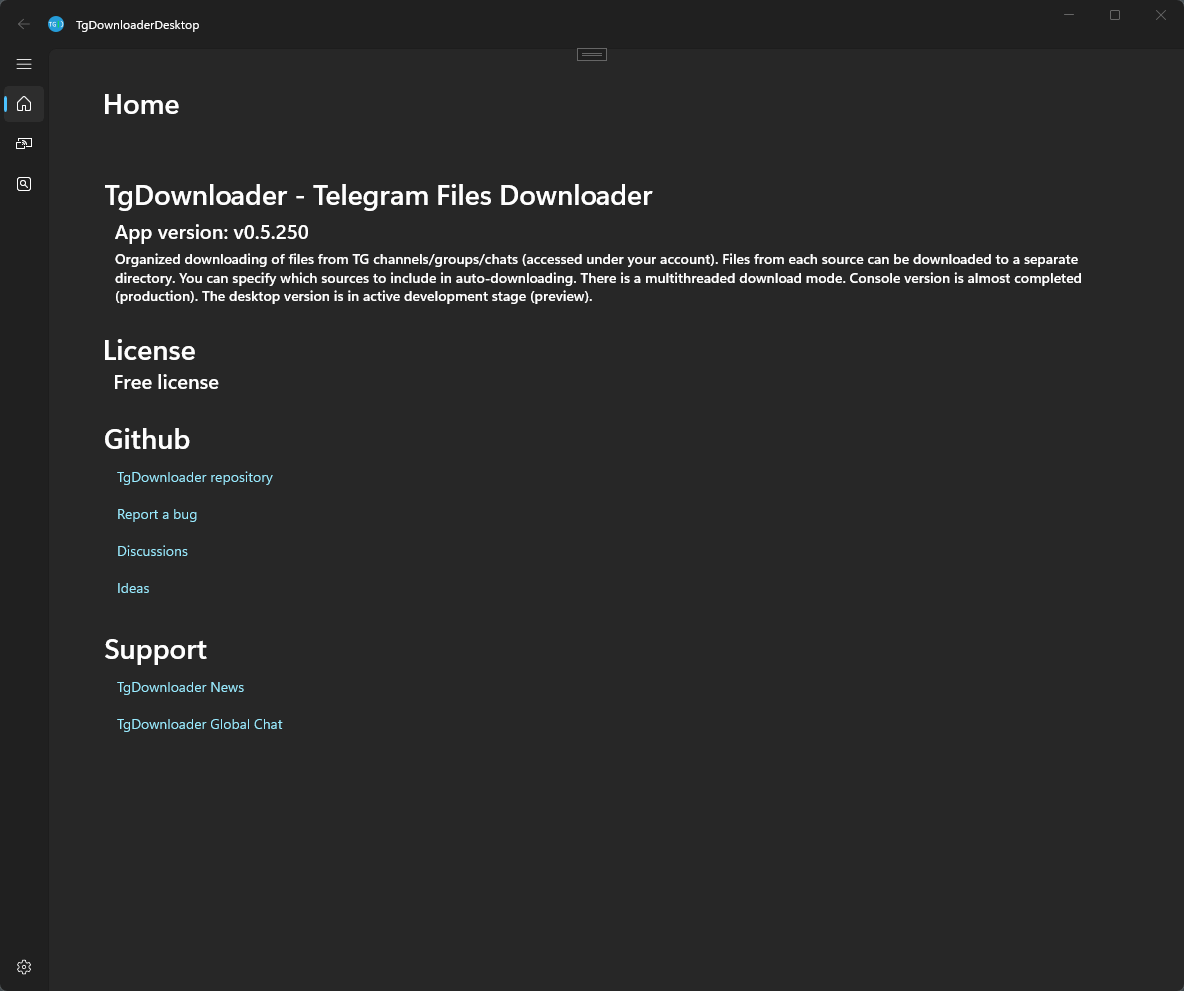 TgDownloaderDesktop
Home
TgDownloader - Telegram Files Downloader
App version: v0.5.250
Organized downloading of files from TG channels/groups/chats (accessed under your account). Files from each source can be downloaded to a separate
directory. You can specify which sources to include in auto-downloading. There is a multithreaded download mode. Console version is almost completed
(production). The desktop version is in active development stage (preview).
License
Free license
Github
TgDownloader repository
Report a bug
Discussions
Ideas
Support
TgDownloader News
TgDownloader Global Chat